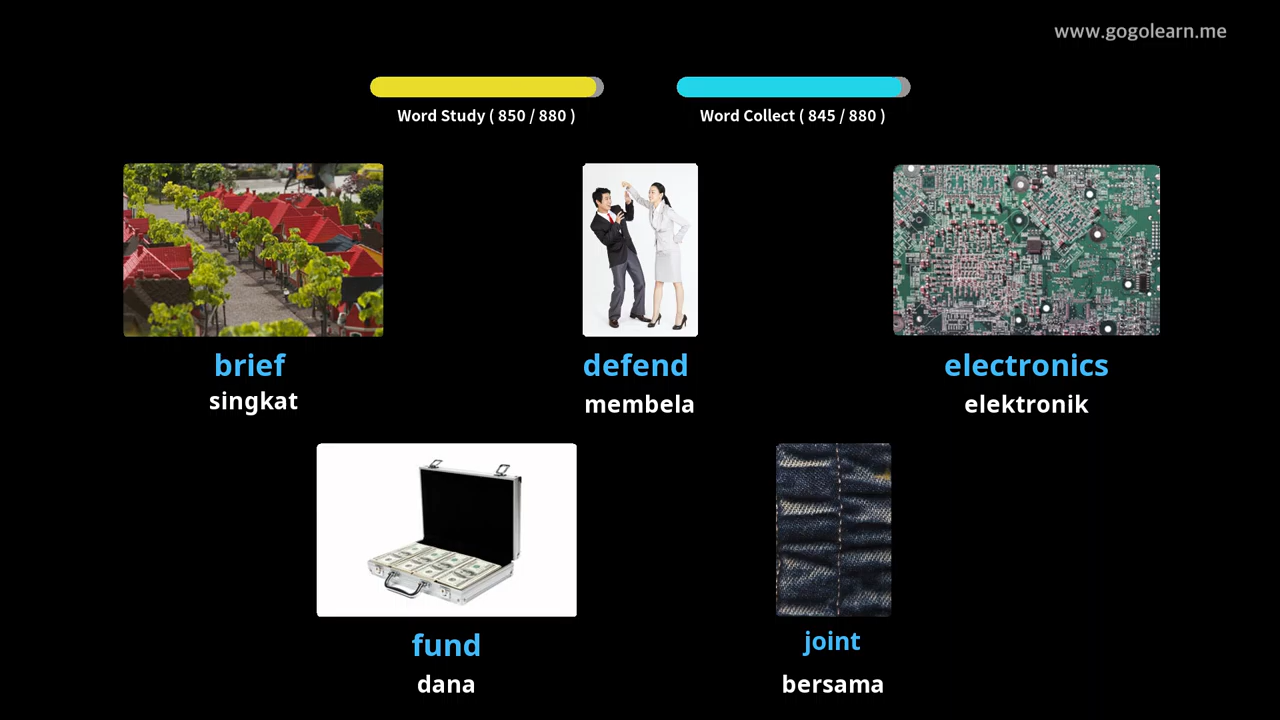 www.gogolearn.me
Word Study ( 850 / 880 )
Word Collect ( 845 / 880 )
brief
singkat
defend
membela
electronics
elektronik
fund
dana
joint
bersama